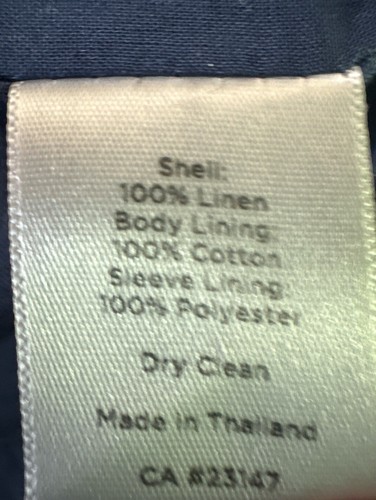 Shell:
100% Linen
Body Lining:
100% Cotton
Sleeve Lining:
100% Polyester
Dry Clean
Made in Thailand
CA #23147